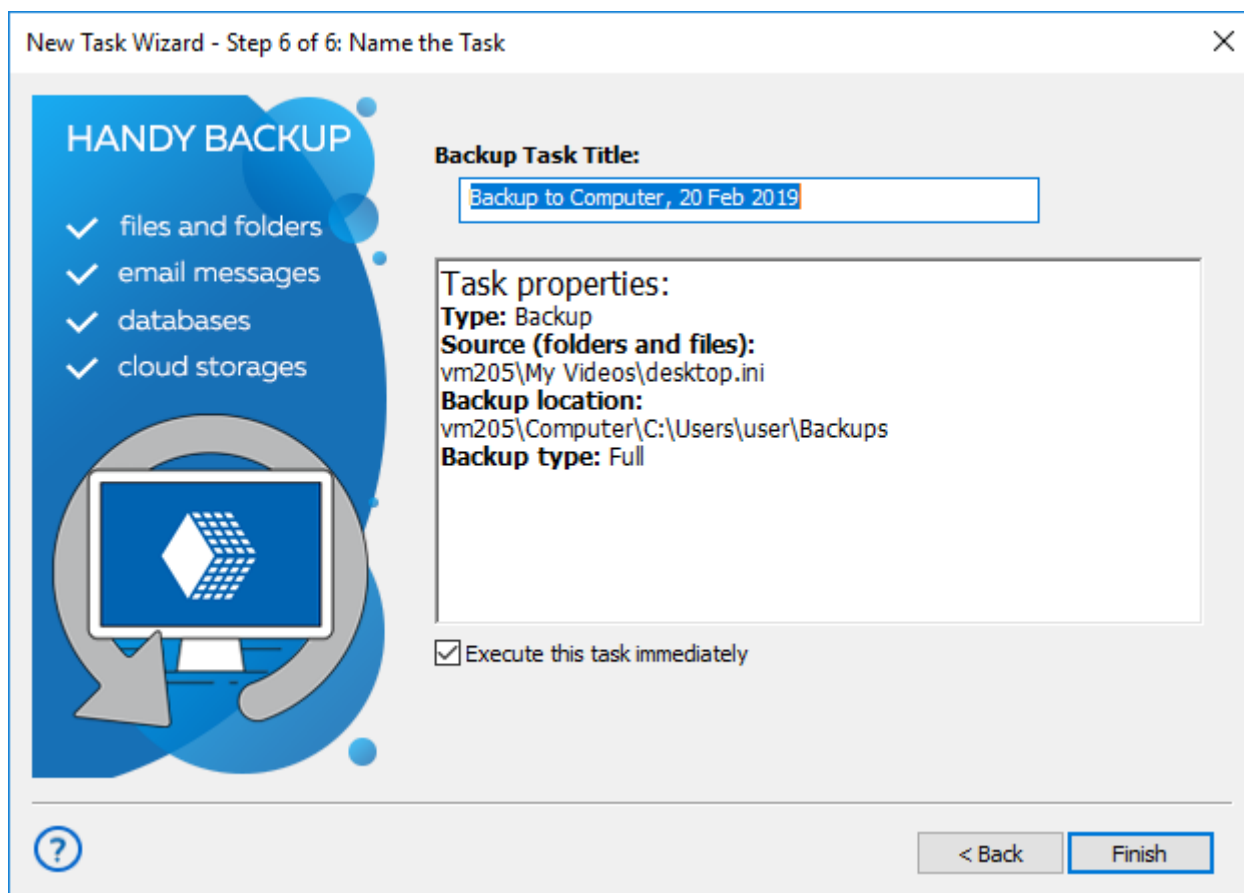 New Task Wizard - Step 6 of 6: Name the Task
HANDY BACKUP
files and folders
email messages
databases
cloud storages
Backup Task Title:
Backup to Computer, 20 Feb 2019
Task properties:
Type: Backup
Source (folders and files):
vm205\My Videos\desktop.ini
Backup location:
vm205\Computer\C:\Users\user\Backups
Backup type: Full
Execute this task immediately
?
< Back
Finish